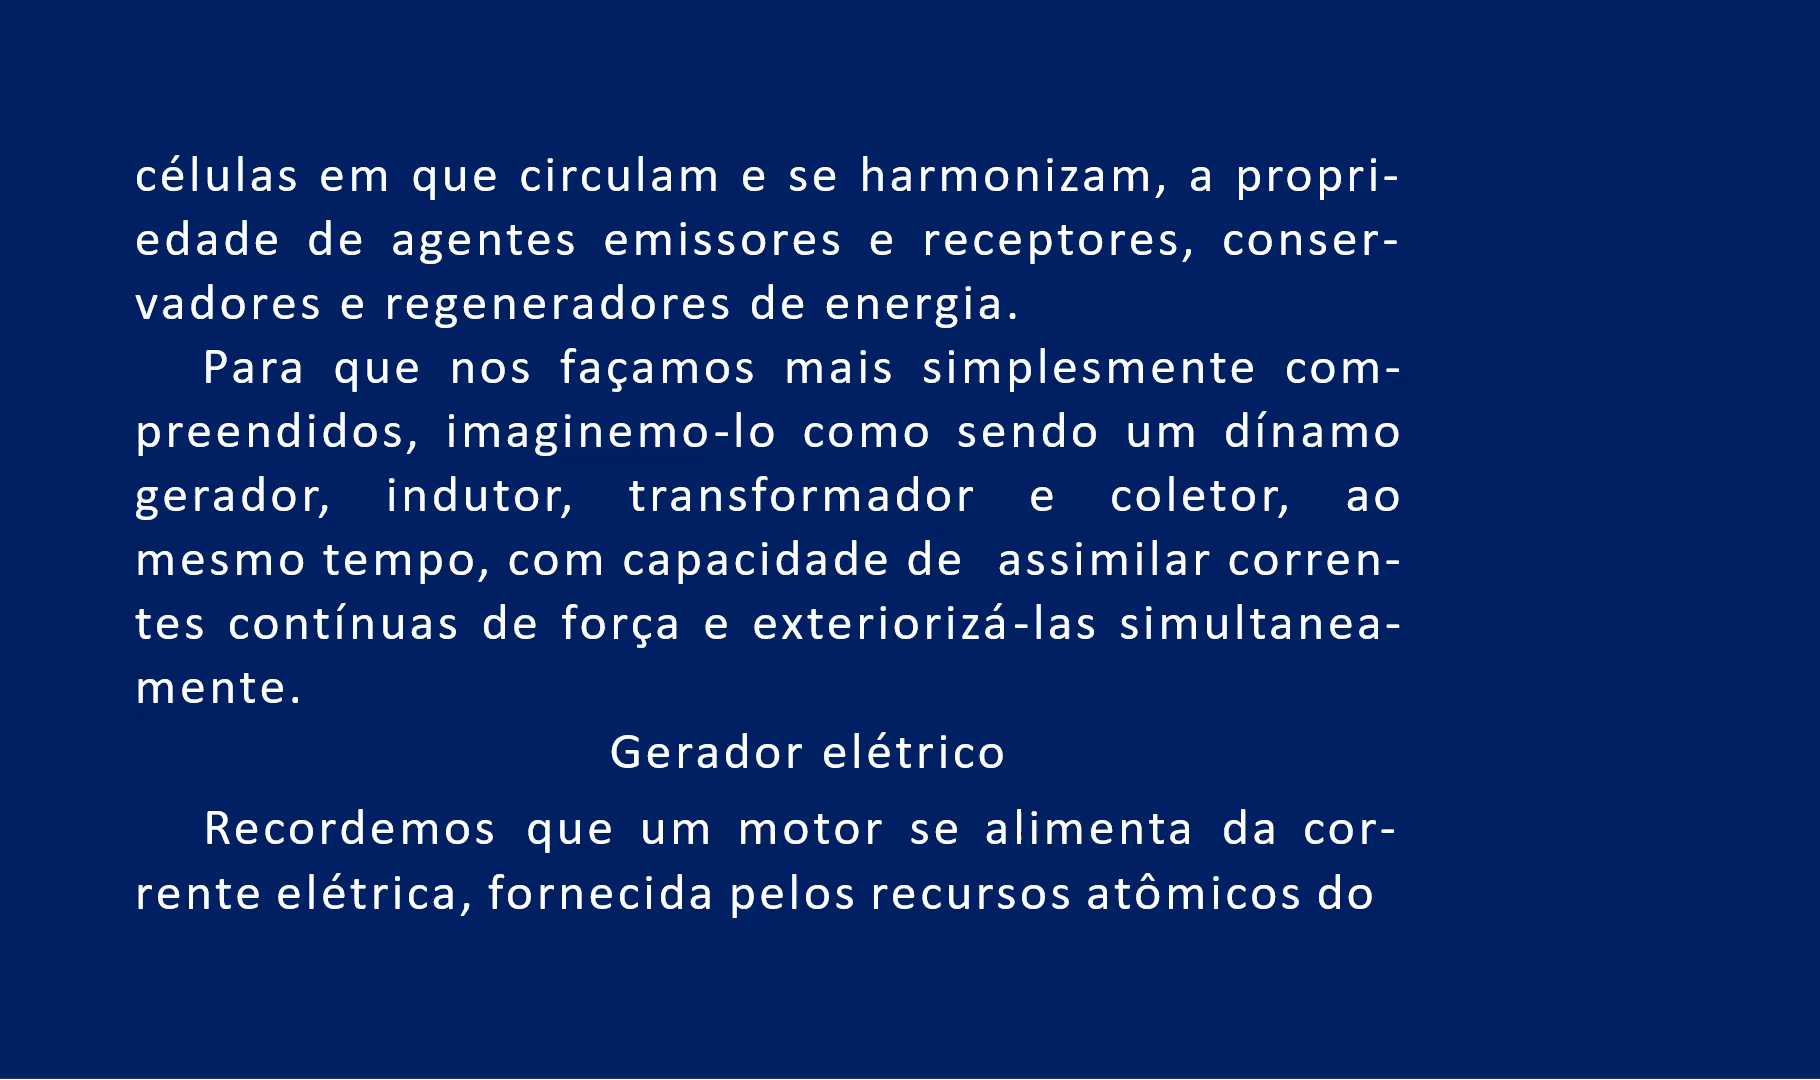 células em que circulam e se harmonizam, a propri-
edade de agentes emissores e receptores, conser-
vadores e regeneradores de energia.
Para que nos façamos mais simplesmente com-
preendidos, imaginemo-lo como sendo um dínamo
gerador, indutor, transformador e coletor, ao
mesmo tempo, com capacidade de assimilar corren-
tes contínuas de força e exteriorizá-las simultanea-
mente.
Gerador elétrico
Recordemos que um motor se alimenta da cor-
rente elétrica, fornecida pelos recursos atômicos do